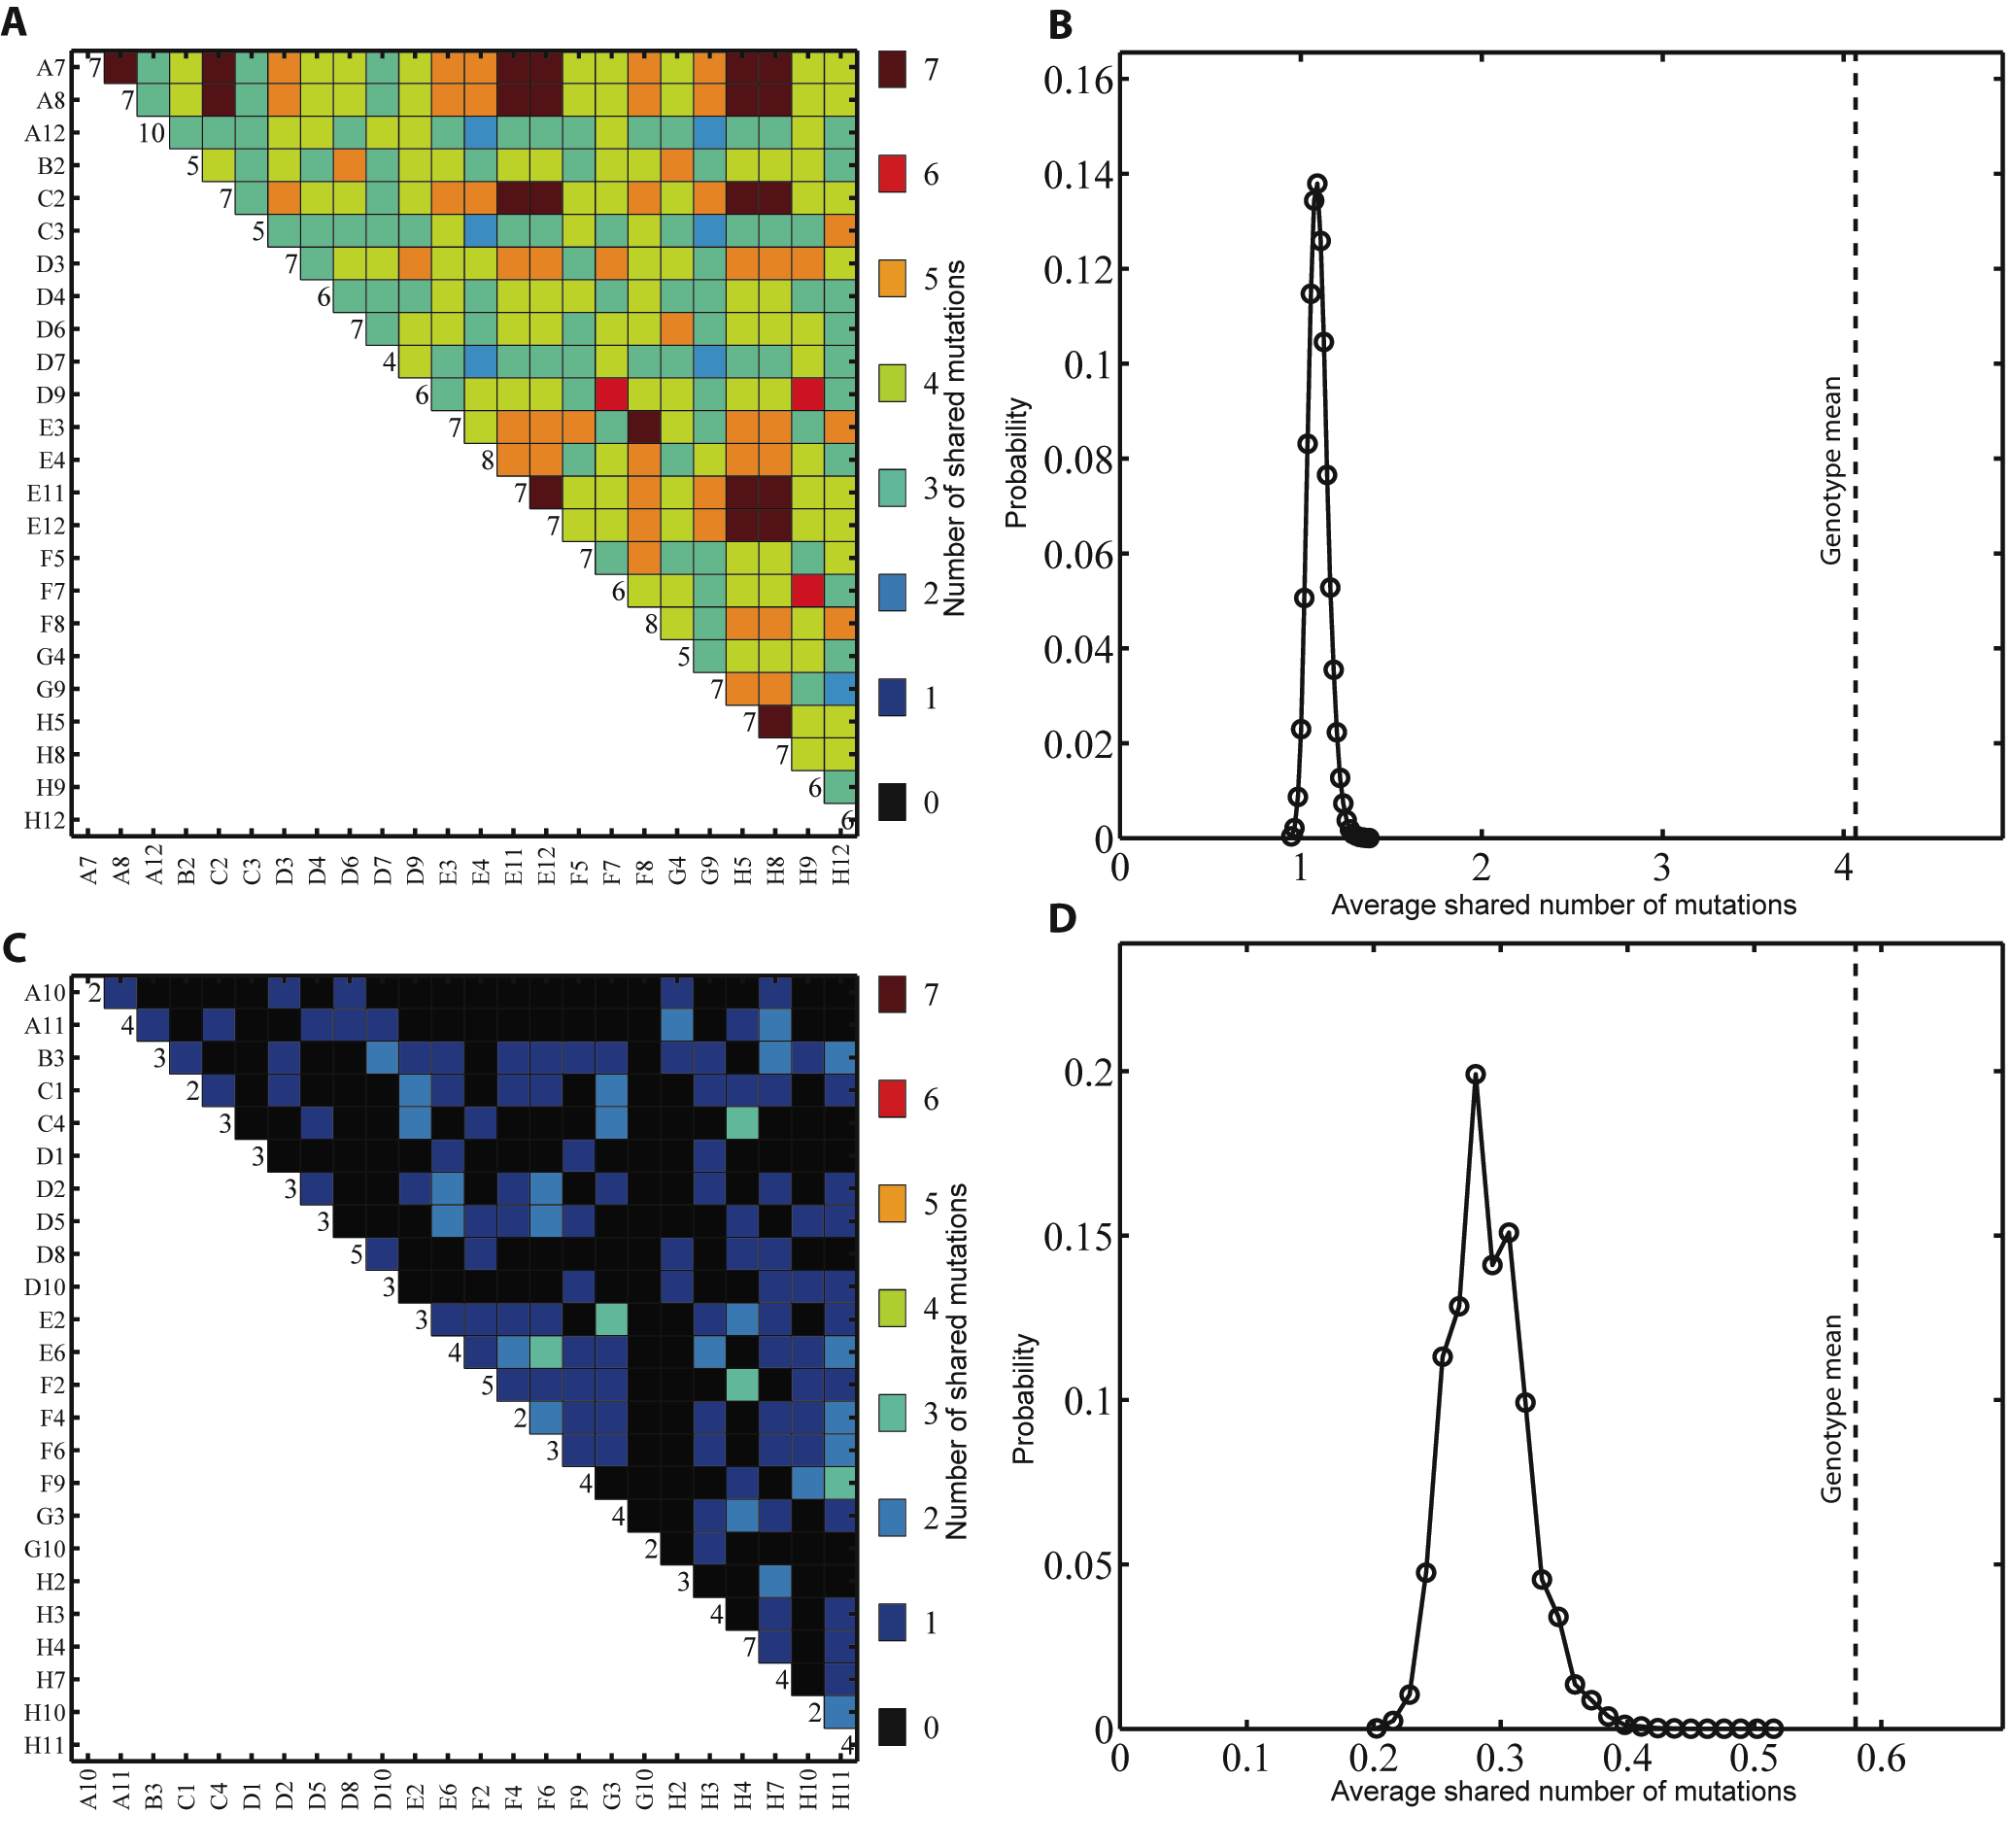 A
A7
A8
A12
B2
C2
C3
D3
D4
D6
D7
D9
E3
E4
E11
E12
F5
F7
F8
G4
G9
H5
H8
H9
H12
7
7
10
5
7
5
7
6
7
4
6
7
8
7
7
7
6
8
5
7
7
7
6
6
A7
A8
A12
B2
C2
C3
D3
D4
D6
D7
D9
E3
E4
E11
E12
F5
F7
F8
G4
G9
H5
H8
H9
H12
7
6
5
4
3
2
1
0
Number of shared mutations
B
0.16
0.14
0.12
0.1
0.08
0.06
0.04
0.02
0
Probability
Genotype mean
0 1 2 3 4
Average shared number of mutations
C
A10
A11
B3
C1
C4
D1
D2
D5
D8
D10
E2
E6
F2
F4
F6
F9
G3
G10
H2
H3
H4
H7
H10
H11
2
4
3
2
3
3
3
3
5
3
3
4
5
2
3
4
4
2
3
4
7
4
2
4
A10
A11
B3
C1
C4
D1
D2
D5
D8
D10
E2
E6
F2
F4
F6
F9
G3
G10
H2
H3
H4
H7
H10
H11
7
6
5
4
3
2
1
0
Number of shared mutations
D
0.2
0.15
0.1
0.05
0
Probability
Genotype mean
0 0.1 0.2 0.3 0.4 0.5 0.6
Average shared number of mutations